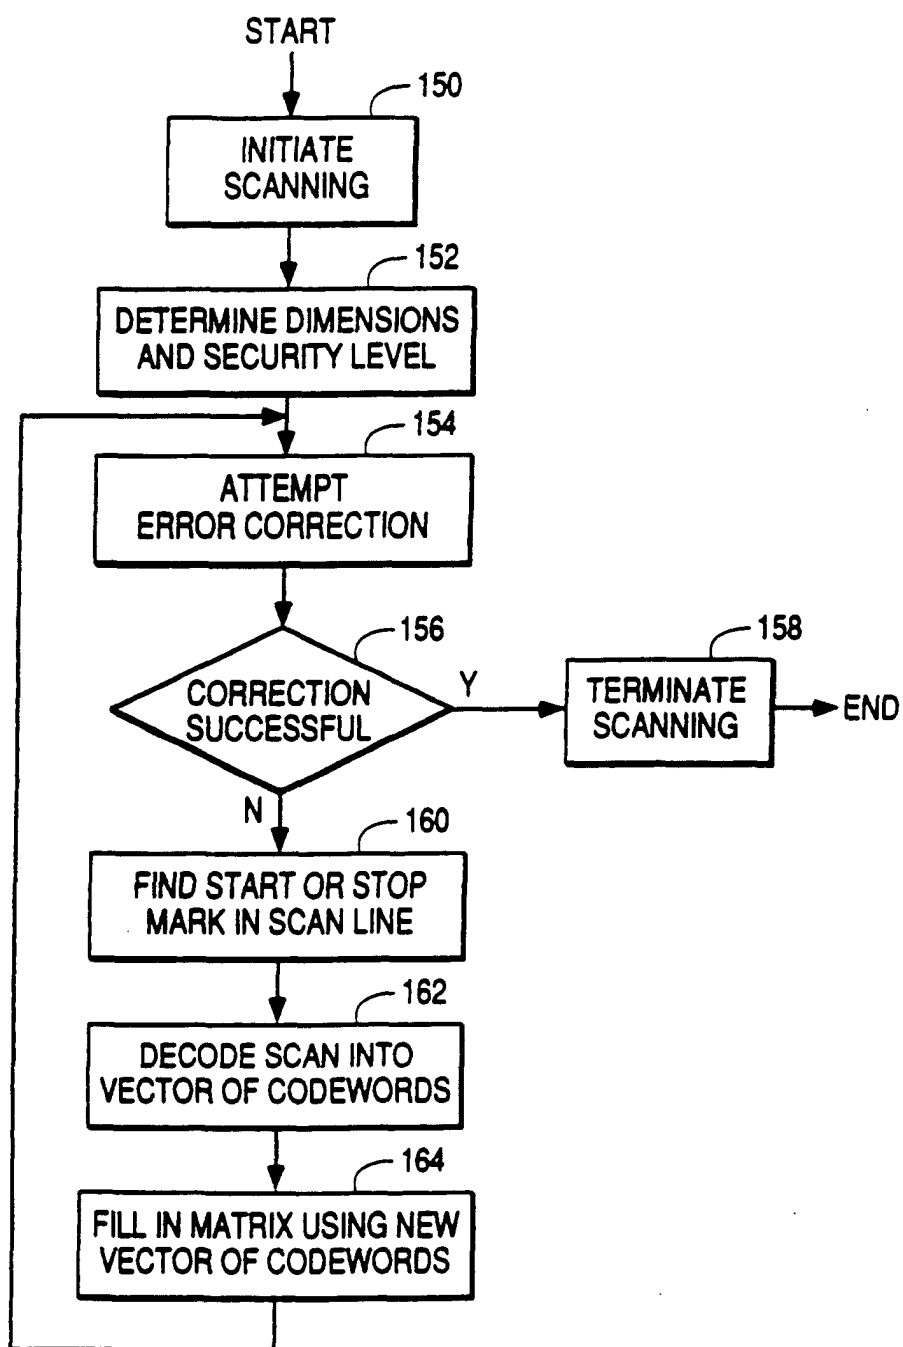 START
150
INITIATE
SCANNING
152
DETERMINE DIMENSIONS
AND SECURITY LEVEL
154
ATTEMPT
ERROR CORRECTION
156
CORRECTION
SUCCESSFUL
Y
158
TERMINATE
SCANNING
END
N
160
FIND START OR STOP
MARK IN SCAN LINE
162
DECODE SCAN INTO
VECTOR OF CODEWORDS
164
FILL IN MATRIX USING NEW
VECTOR OF CODEWORDS